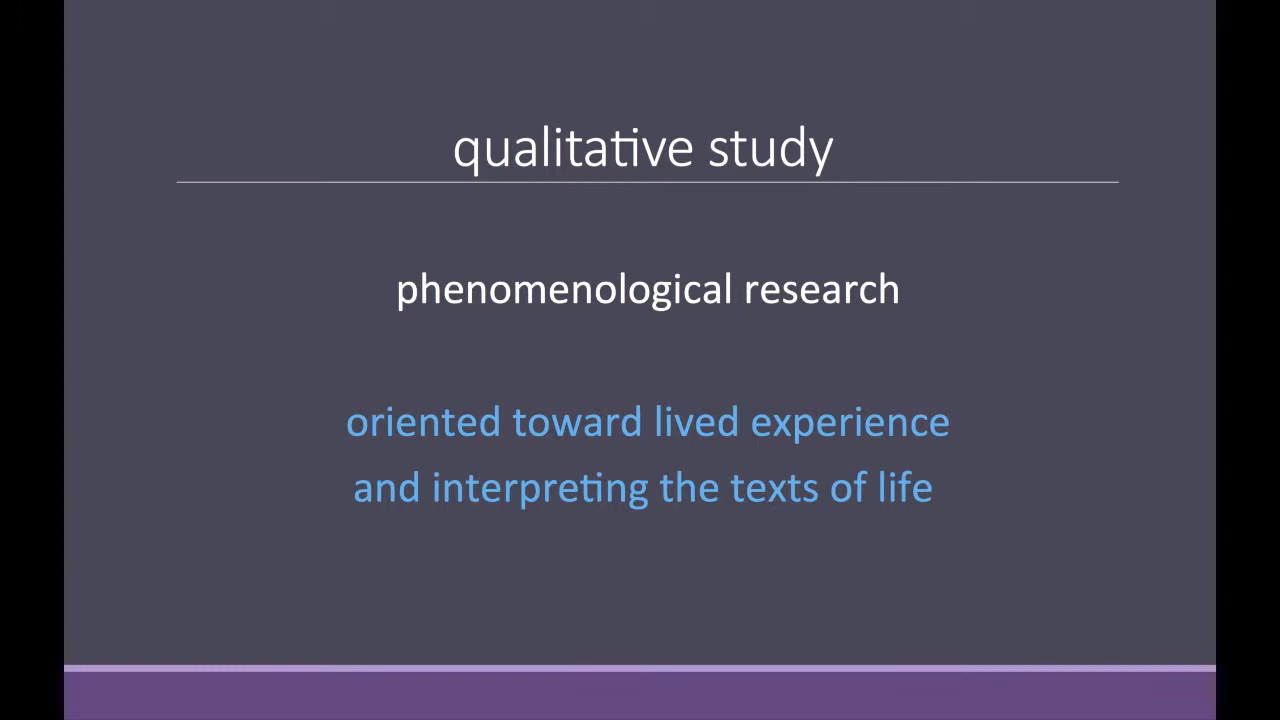 qualitative study
phenomenological research
oriented toward lived experience
and interpreting the texts of life